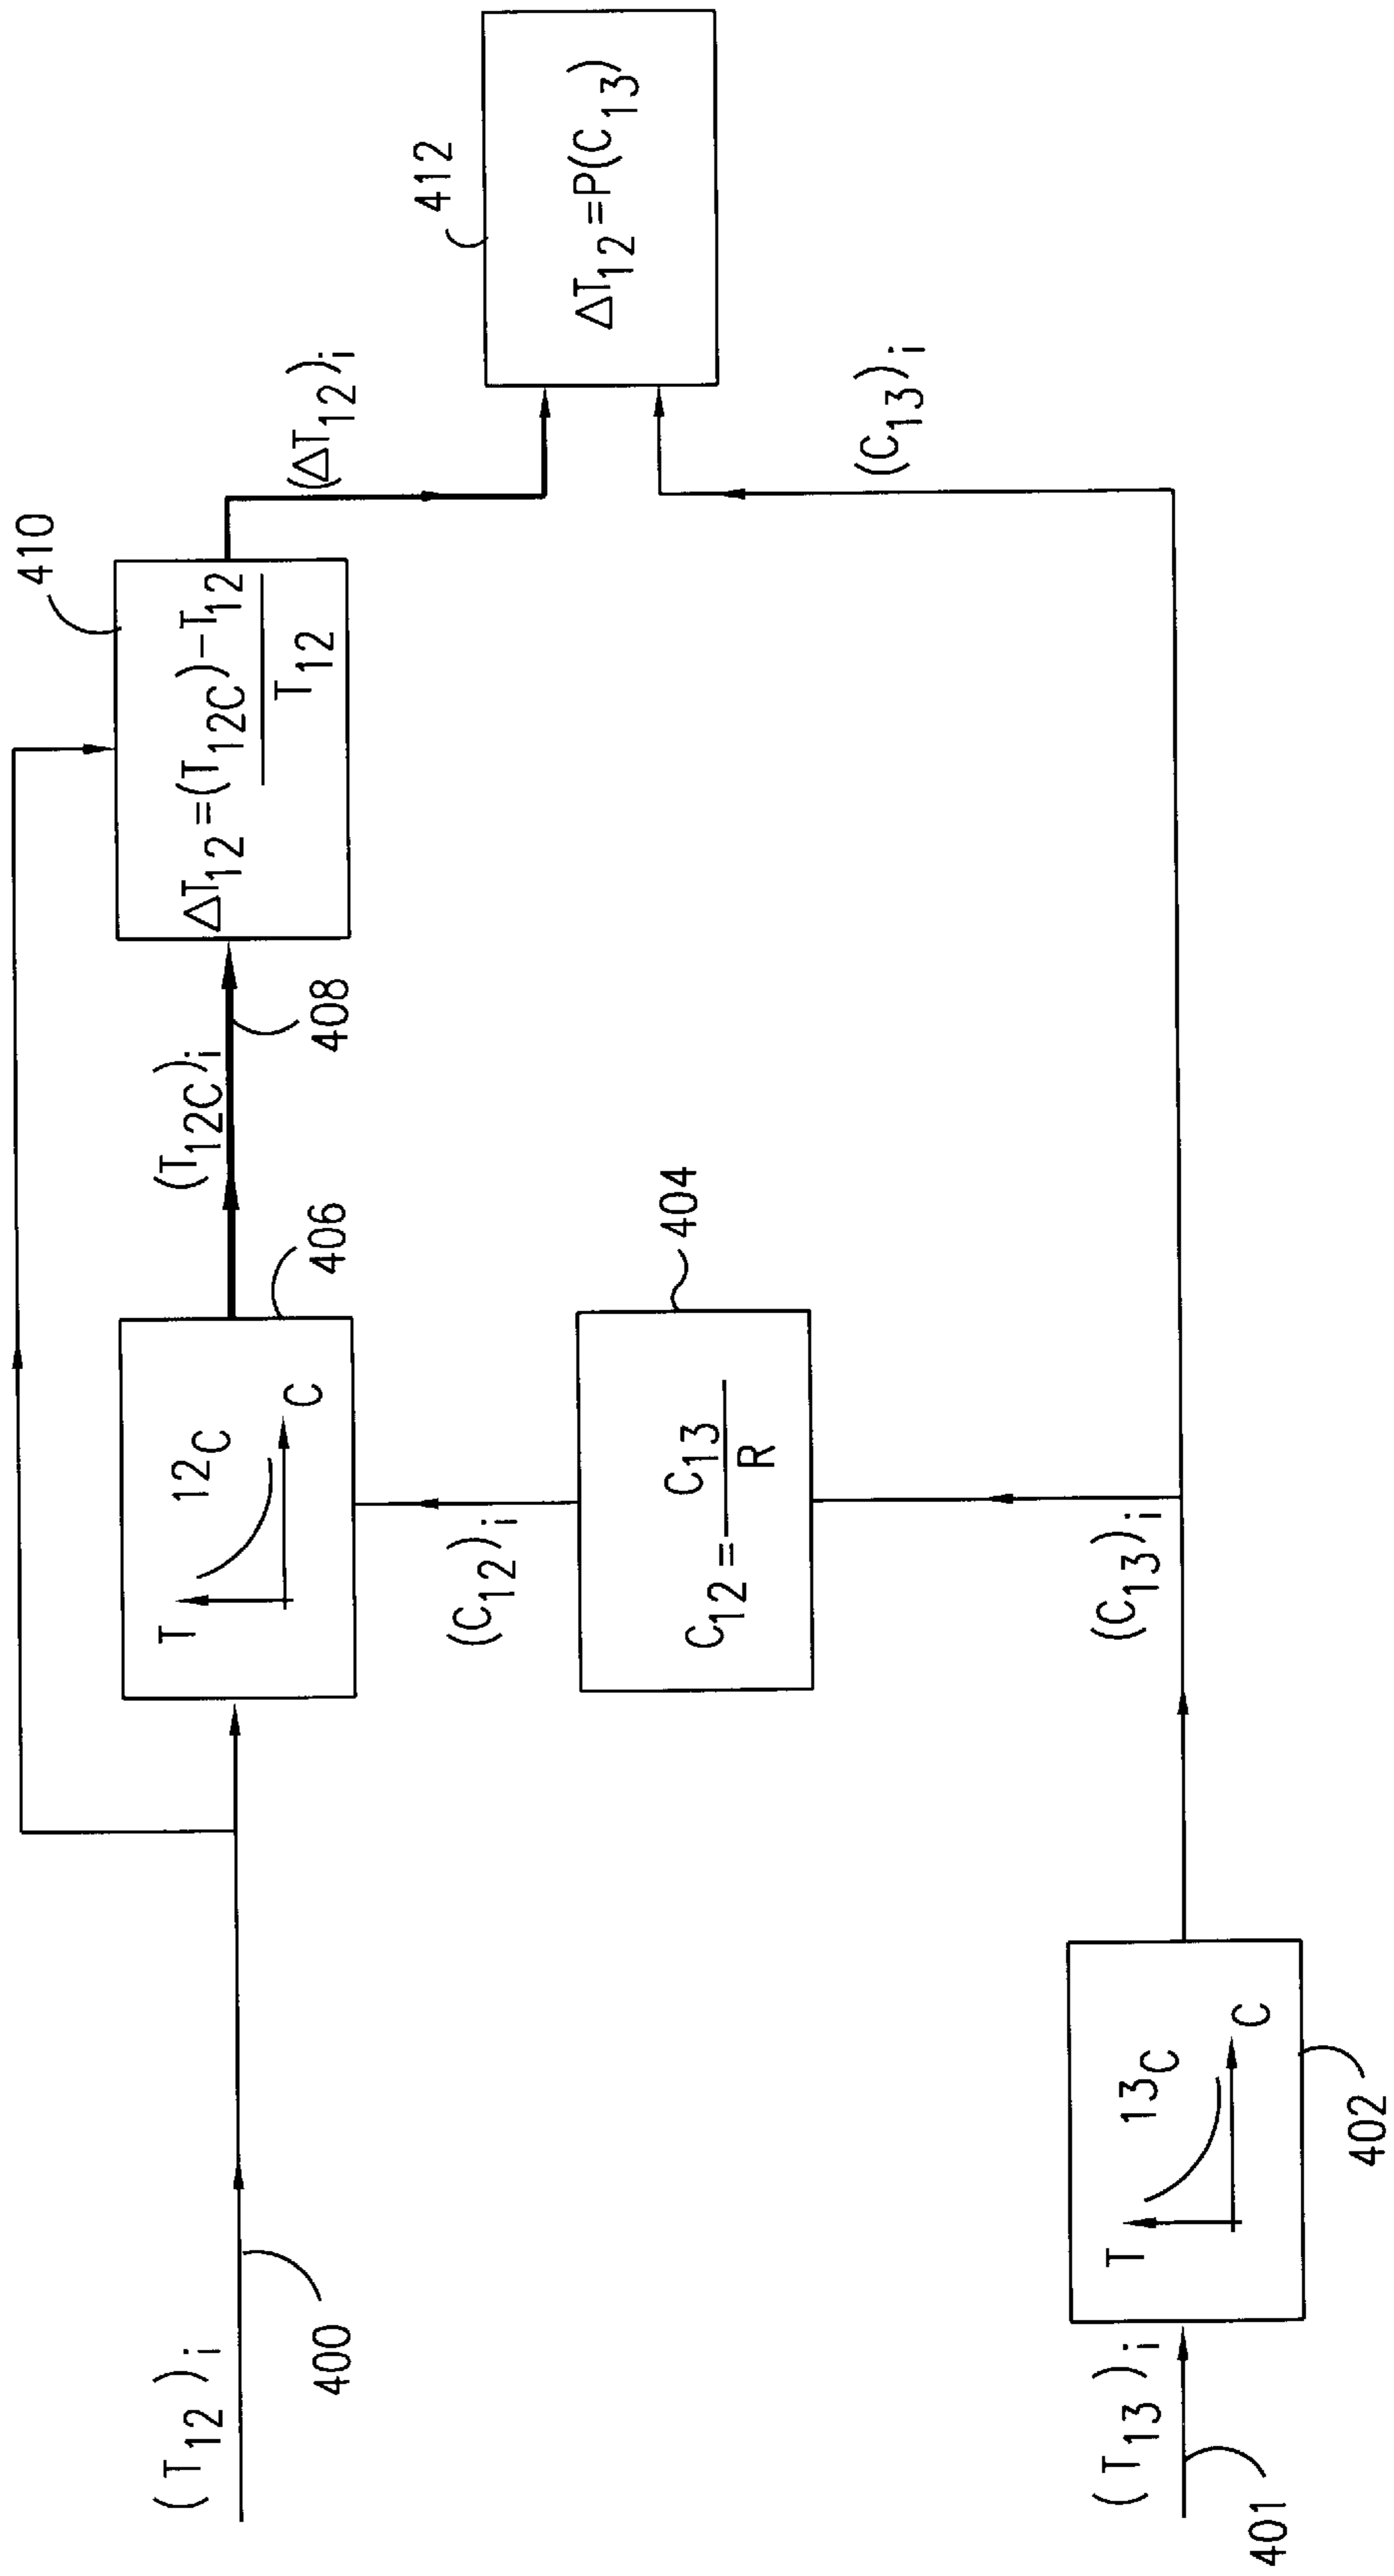 (T12)i
400
T
12C
C
406
(T12C)i
408
410
ΔT12=(T12C)-T12
T12
(ΔT12)i
412
ΔT12=P(C13)
(C12)i
C12=C13
R
404
(T13)i
401
T
13C
C
402
(C13)i
(C13)i